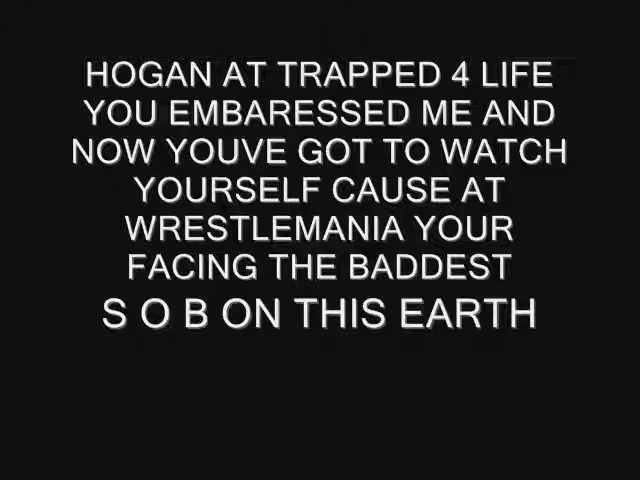 HOGAN AT TRAPPED 4 LIFE
YOU EMBARESSED ME AND
NOW YOUVE GOT TO WATCH
YOURSELF CAUSE AT
WRESTLEMANIA YOUR
FACING THE BADDEST
S O B ON THIS EARTH